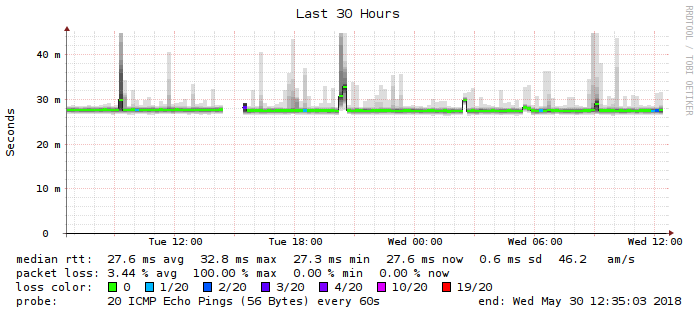 Last 30 Hours
RRDTOOL / TOBI OETIKER
Seconds
40 m
30 m
20 m
10 m
0
Tue 12:00 Tue 18:00 Wed 00:00 Wed 06:00 Wed 12:00
median rtt: 27.6 ms avg 32.8 ms max 27.3 ms min 27.6 ms now 0.6 ms sd 46.2 am/s
packet loss: 3.44 % avg 100.00 % max 0.00 % min 0.00 % now
loss color: 0 1/20 2/20 3/20 4/20 10/20 19/20
probe: 20 ICMP Echo Pings (56 Bytes) every 60s end: Wed May 30 12:35:03 2018